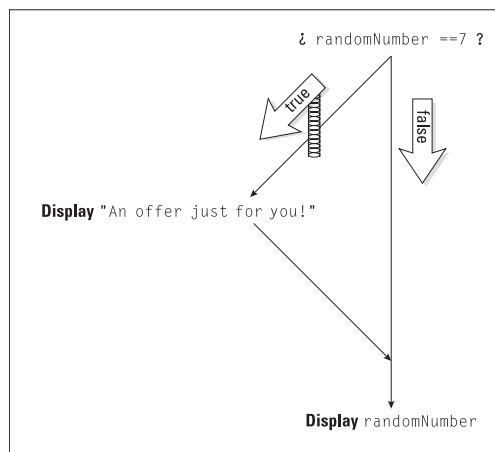 ¿ randomNumber ==7 ?
true
false
Display "An offer just for you!"
Display randomNumber